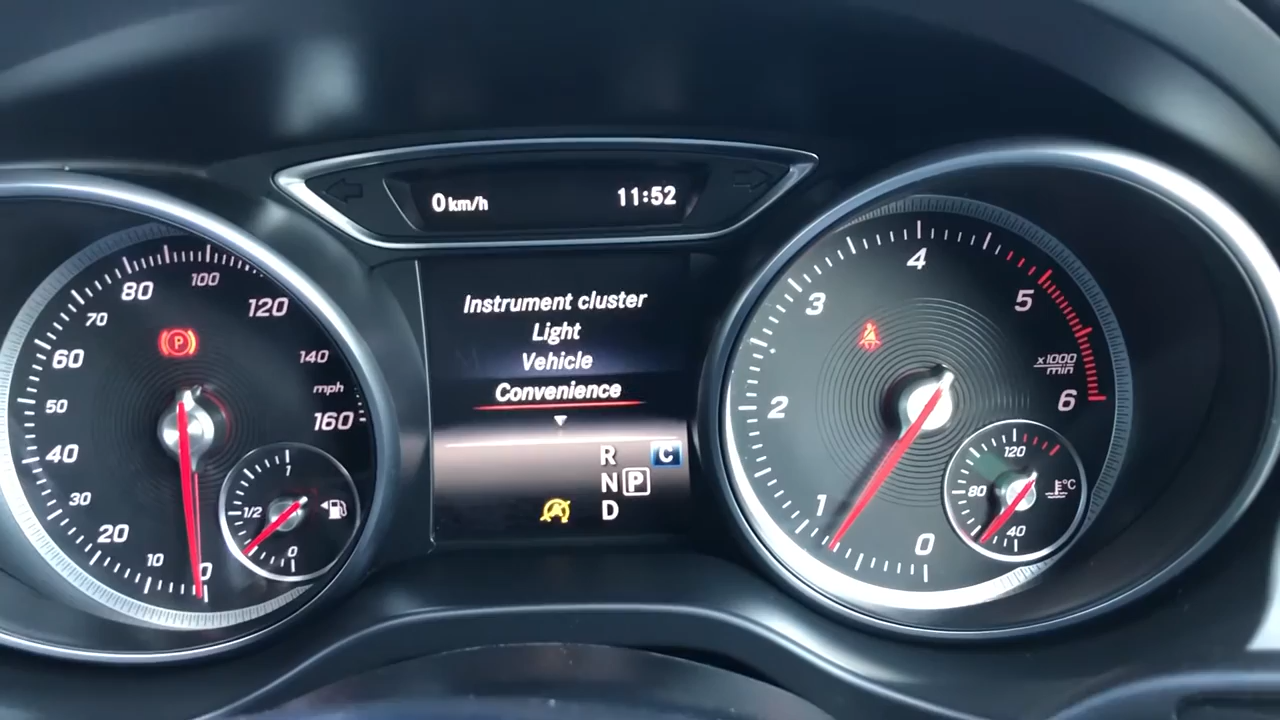 0 km/h 11:52
Instrument cluster
Light
Vehicle
Convenience
R C
N P
D
A
P
0
10
20
30
40
50
60
70
80
100
120
140
mph
160
1
1/2
0
0
1
2
3
4
5
6
x1000
min
120
80
40
°C